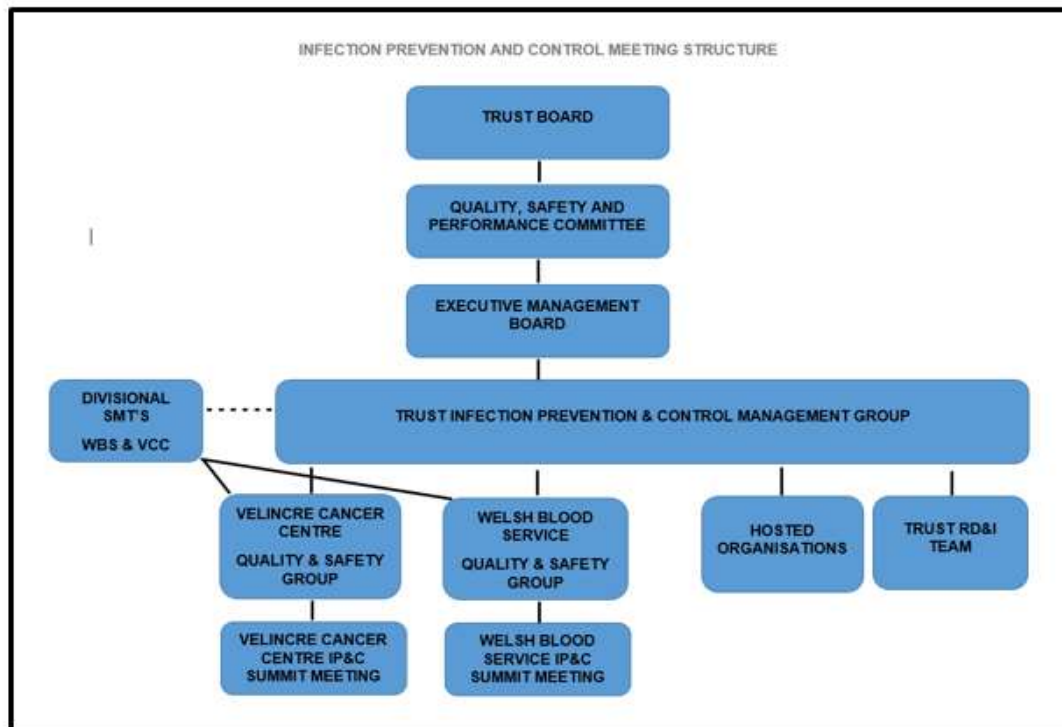 INFECTION PREVENTION AND CONTROL MEETING STRUCTURE
TRUST BOARD
QUALITY, SAFETY AND
PERFORMANCE COMMITTEE
EXECUTIVE MANAGEMENT
BOARD
DIVISIONAL
SMT'S
WBS & VCC
TRUST INFECTION PREVENTION & CONTROL MANAGEMENT GROUP
VELINCRE CANCER
CENTRE
QUALITY & SAFETY
GROUP
WELSH BLOOD
SERVICE
QUALITY & SAFETY
GROUP
HOSTED
ORGANISATIONS
TRUST RD&I
TEAM
VELINCRE CANCER
CENTRE IP&C
SUMMIT MEETING
WELSH BLOOD
SERVICE IP&C
SUMMIT MEETING